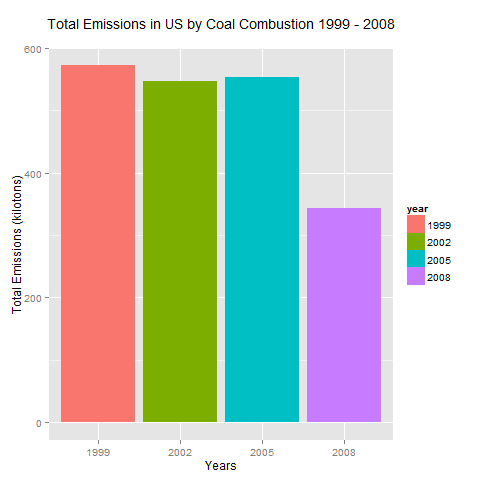 Total Emissions in US by Coal Combustion 1999 - 2008
Total Emissions (kilotons)
600
400
200
0
1999 2002 2005 2008
Years
year
1999
2002
2005
2008